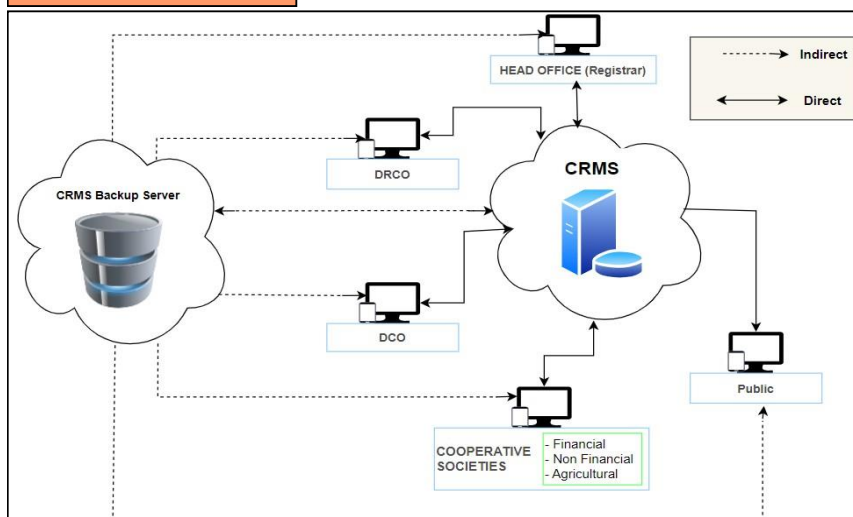 HEAD OFFICE (Registrar)
Indirect
Direct
DRCO
CRMS
CRMS Backup Server
DCO
Public
COOPERATIVE
SOCIETIES
- Financial
- Non Financial
- Agricultural